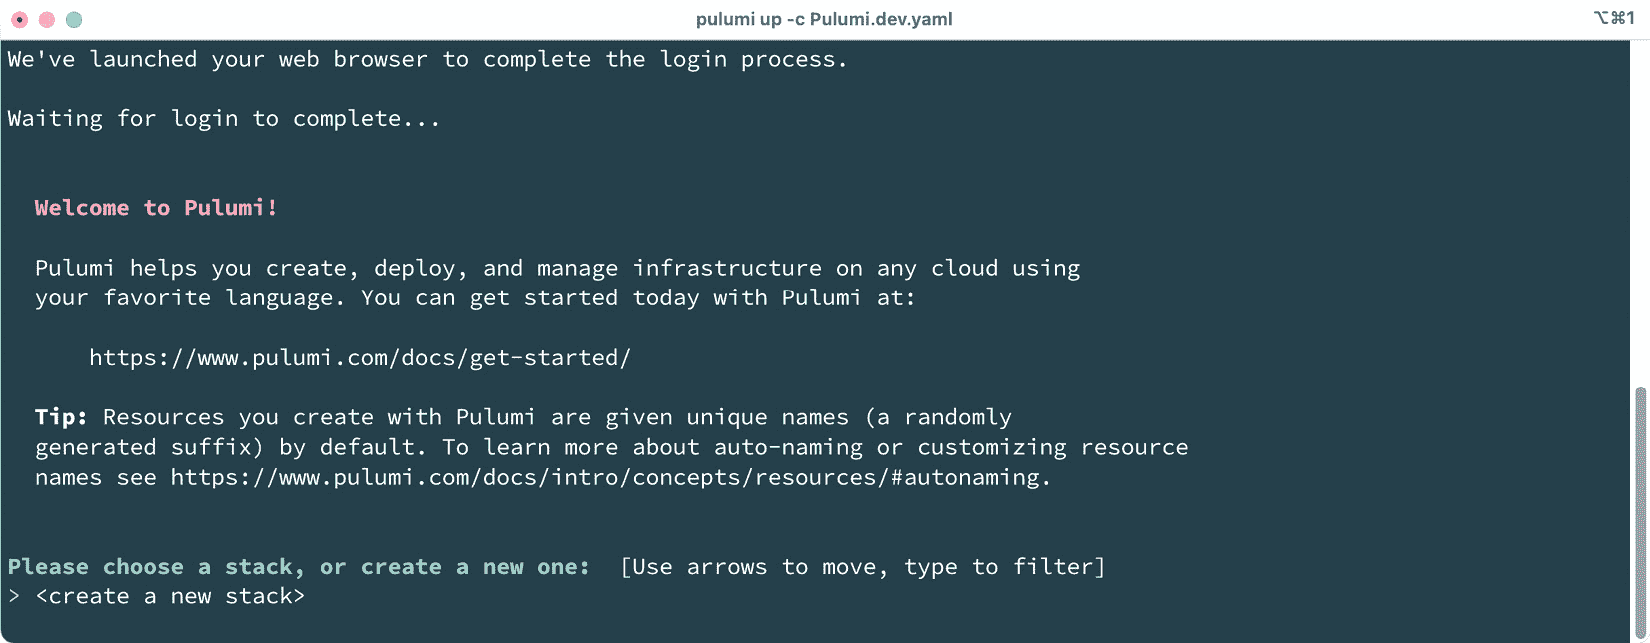 pulumi up -c Pulumi.dev.yaml
⌥⌘1
We've launched your web browser to complete the login process.
Waiting for login to complete...
Welcome to Pulumi!
Pulumi helps you create, deploy, and manage infrastructure on any cloud using
your favorite language. You can get started today with Pulumi at:
https://www.pulumi.com/docs/get-started/
Tip: Resources you create with Pulumi are given unique names (a randomly
generated suffix) by default. To learn more about auto-naming or customizing resource
names see https://www.pulumi.com/docs/intro/concepts/resources/#autonaming.
Please choose a stack, or create a new one:  [Use arrows to move, type to filter]
> <create a new stack>